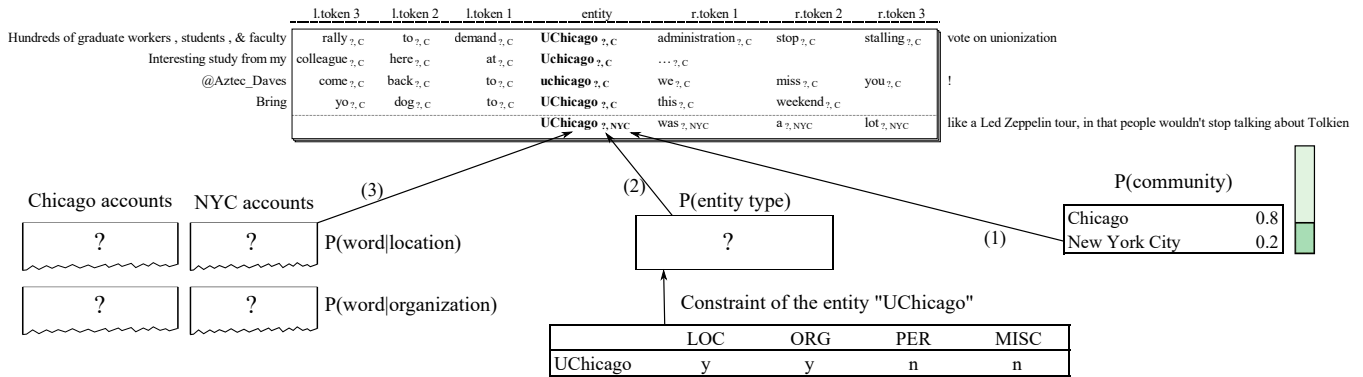 l.token 3 l.token 2 l.token 1 entity r.token 1 r.token 2 r.token 3
Hundreds of graduate workers , students , & faculty rally ?, C to ?, C demand ?, C UChicago ?, C administration ?, C stop ?, C stalling ?, C vote on unionization
Interesting study from my colleague ?, C here ?, C at ?, C Uchicago ?, C … ?, C
@Aztec_Daves come ?, C back ?, C to ?, C uchicago ?, C we ?, C miss ?, C you ?, C !
Bring yo ?, C dog ?, C to ?, C UChicago ?, C this ?, C weekend ?, C
UChicago ?, NYC was ?, NYC a ?, NYC lot ?, NYC like a Led Zeppelin tour, in that people wouldn't stop talking about Tolkien
(3) (2) (1)
Chicago accounts NYC accounts P(entity type) P(community)
? ? P(word|location) ? Chicago 0.8
New York City 0.2
? ? P(word|organization)
Constraint of the entity "UChicago"
LOC ORG PER MISC
UChicago y y n n